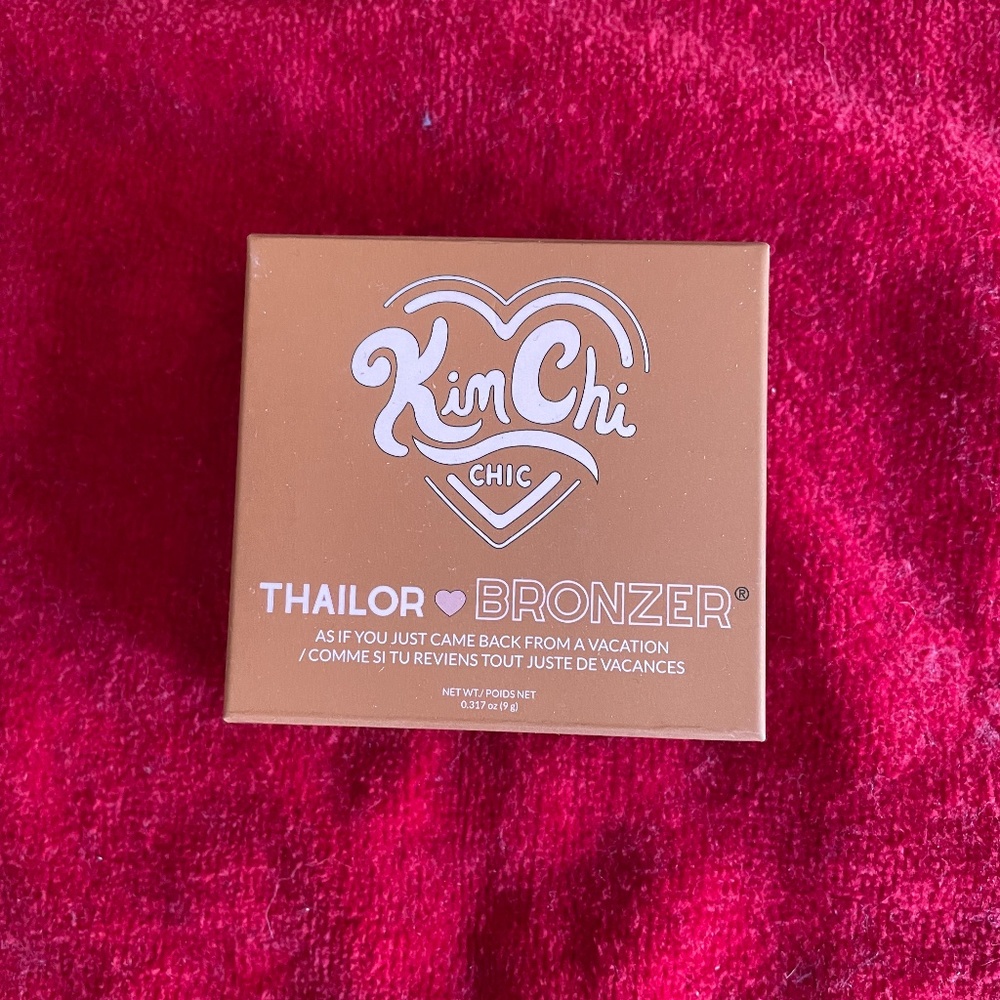 KimChi
CHIC
THAILOR BRONZER®
AS IF YOU JUST CAME BACK FROM A VACATION
/ COMME SI TU REVIENS TOUT JUSTE DE VACANCES
NET WT./ POIDS NET
0.317 oz (9 g)